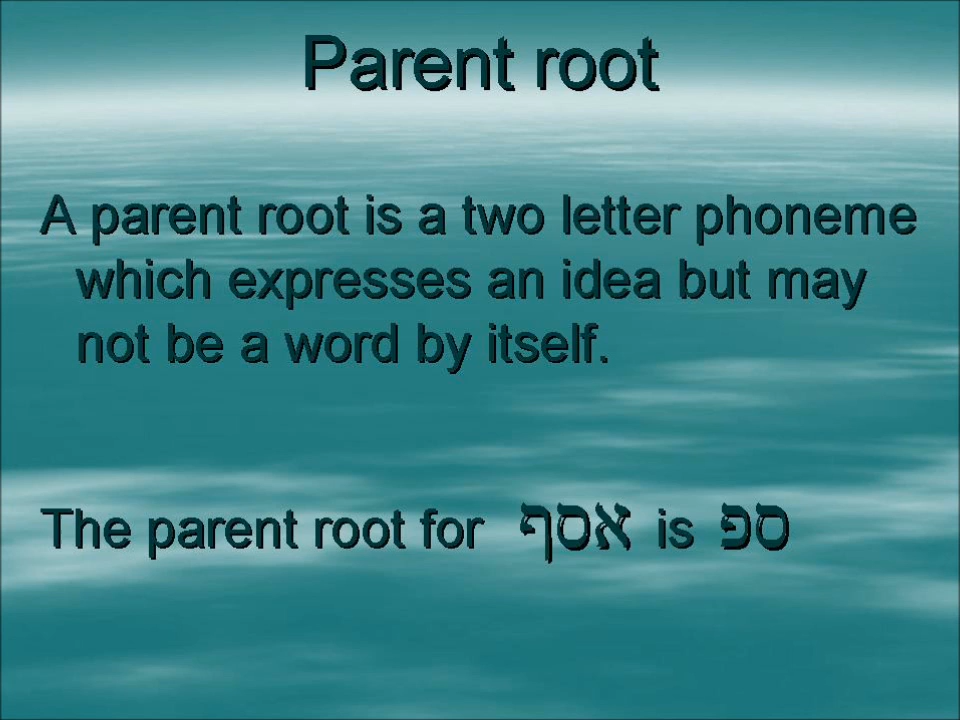 Parent root
A parent root is a two letter phoneme
which expresses an idea but may
not be a word by itself.
The parent root for אסף is ספ